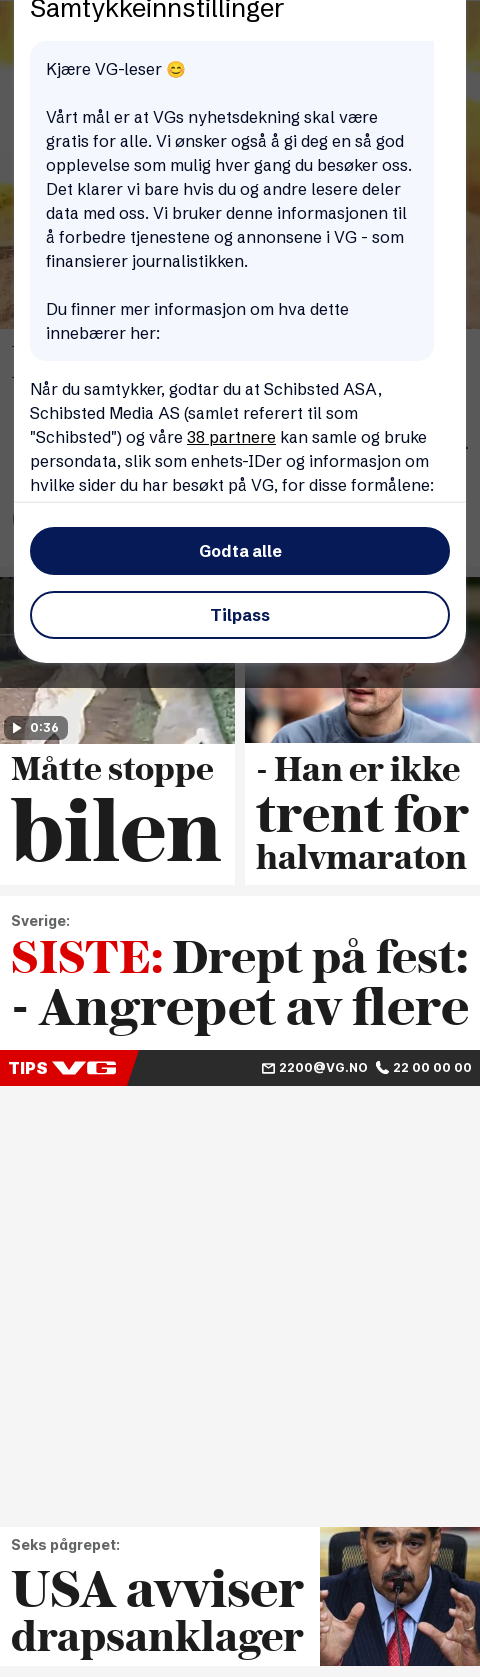 Samtykkeinnstillinger
Kjære VG-leser 😊
Vårt mål er at VGs nyhetsdekning skal være
gratis for alle. Vi ønsker også å gi deg en så god
opplevelse som mulig hver gang du besøker oss.
Det klarer vi bare hvis du og andre lesere deler
data med oss. Vi bruker denne informasjonen til
å forbedre tjenestene og annonsene i VG - som
finansierer journalistikken.
Du finner mer informasjon om hva dette
innebærer her:
Når du samtykker, godtar du at Schibsted ASA,
Schibsted Media AS (samlet referert til som
"Schibsted") og våre 38 partnere kan samle og bruke
persondata, slik som enhets-IDer og informasjon om
hvilke sider du har besøkt på VG, for disse formålene:
Godta alle
Tilpass
0:36
Måtte stoppe
bilen
- Han er ikke
trent for
halvmaraton
Sverige:
SISTE: Drept på fest:
- Angrepet av flere
TIPS VG 2200@VG.NO 22 00 00 00
Seks pågrepet:
USA avviser
drapsanklager